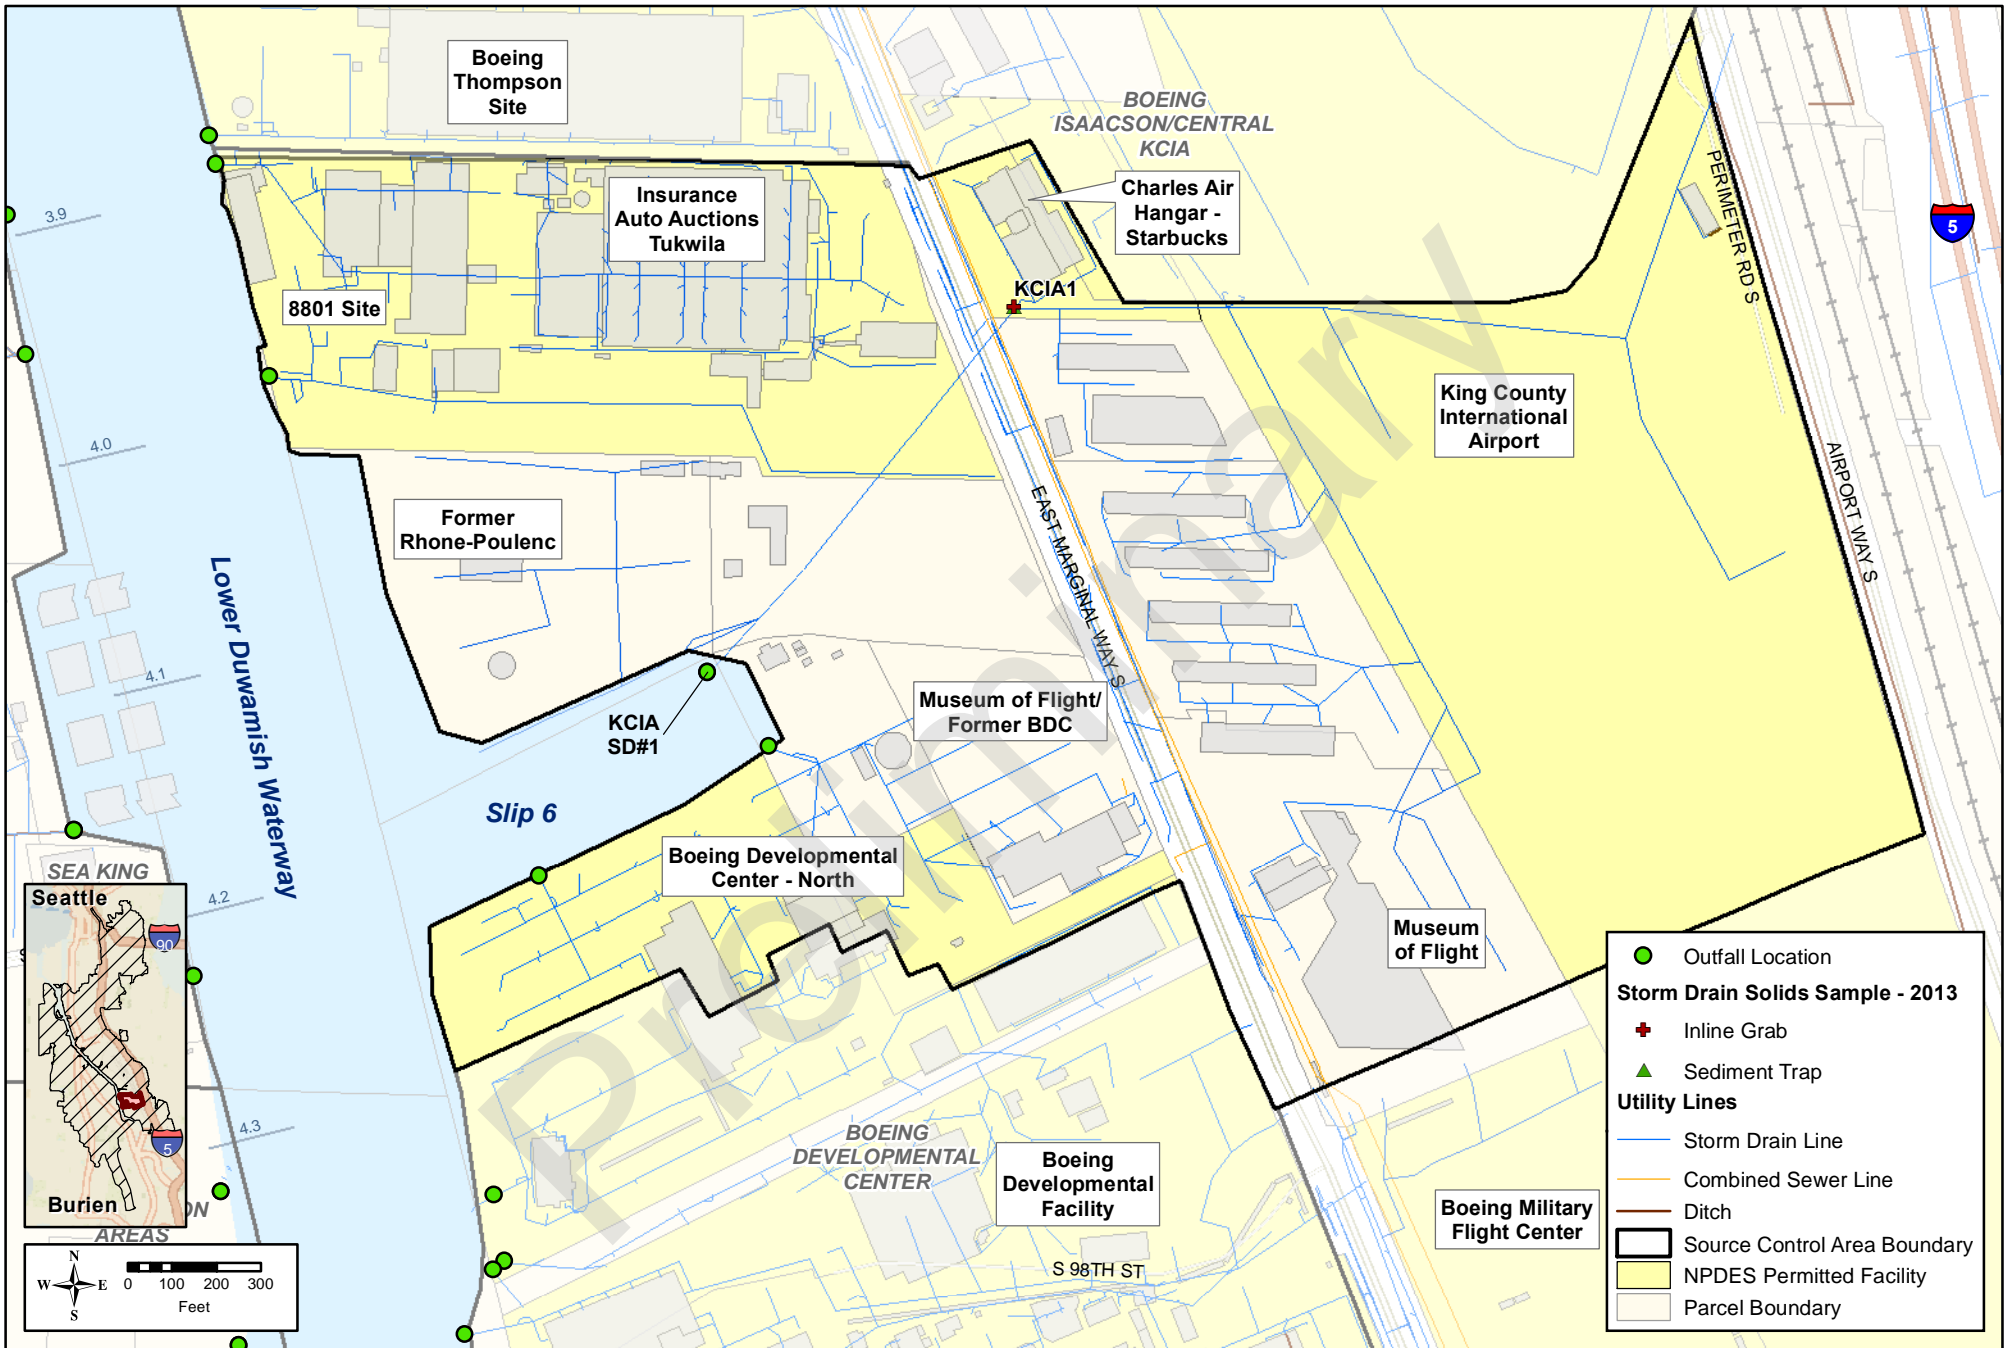 Boeing
Thompson
Site
BOEING
ISAACSON/CENTRAL
KCIA
Insurance
Auto Auctions
Tukwila
Charles Air
Hangar -
Starbucks
PERIMETER RD S
5
3.9
8801 Site
KCIA1
King County
International
Airport
4.0
AIRPORT WAY S
Former
Rhone-Poulenc
EAST MARGINAL WAY S
Lower Duwamish Waterway
4.1
KCIA
SD#1
Museum of Flight/
Former BDC
Slip 6
Boeing Developmental
Center - North
SEA KING
4.2
Museum
of Flight
Seattle
90
5
Burien
ON
AREAS
4.3
BOEING
DEVELOPMENTAL
CENTER
Boeing
Developmental
Facility
Boeing Military
Flight Center
S 98TH ST
Preliminary
N
W E
S
0 100 200 300
Feet
Outfall Location
Storm Drain Solids Sample - 2013
Inline Grab
Sediment Trap
Utility Lines
Storm Drain Line
Combined Sewer Line
Ditch
Source Control Area Boundary
NPDES Permitted Facility
Parcel Boundary